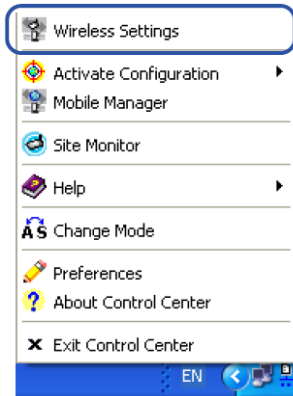 Wireless Settings
Activate Configuration
Mobile Manager
Site Monitor
Help
Change Mode
Preferences
About Control Center
Exit Control Center
EN